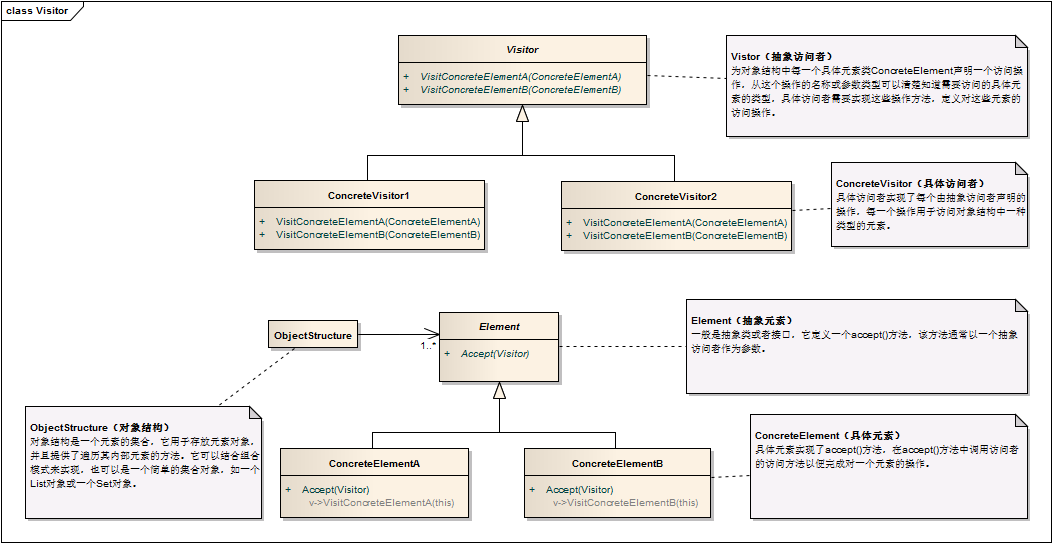 class Visitor
Visitor
+ VisitConcreteElementA(ConcreteElementA)
+ VisitConcreteElementB(ConcreteElementB)
Vistor（抽象访问者）
为对象结构中每一个具体元素类ConcreteElement声明一个访问操
作，从这个操作的名称或参数类型可以清楚知道需要访问的具体元
素的类型，具体访问者需要实现这些操作方法，定义对这些元素的
访问操作。
ConcreteVisitor1
+ VisitConcreteElementA(ConcreteElementA)
+ VisitConcreteElementB(ConcreteElementB)
ConcreteVisitor2
+ VisitConcreteElementA(ConcreteElementA)
+ VisitConcreteElementB(ConcreteElementB)
ConcreteVisitor（具体访问者）
具体访问者实现了每个由抽象访问者声明的
操作，每一个操作用于访问对象结构中一种
类型的元素。
ObjectStructure
1..*
Element
+ Accept(Visitor)
Element（抽象元素）
一般是抽象类或者接口，它定义一个accept()方法，该方法通常以一个抽象
访问者作为参数。
ObjectStructure（对象结构）
对象结构是一个元素的集合，它用于存放元素对象，
并且提供了遍历其内部元素的方法。它可以结合组合
模式来实现，也可以是一个简单的集合对象，如一个
List对象或一个Set对象。
ConcreteElementA
+ Accept(Visitor)
v->VisitConcreteElementA(this)
ConcreteElementB
+ Accept(Visitor)
v->VisitConcreteElementB(this)
ConcreteElement（具体元素）
具体元素实现了accept()方法，在accept()方法中调用访问者
的访问方法以便完成对一个元素的操作。